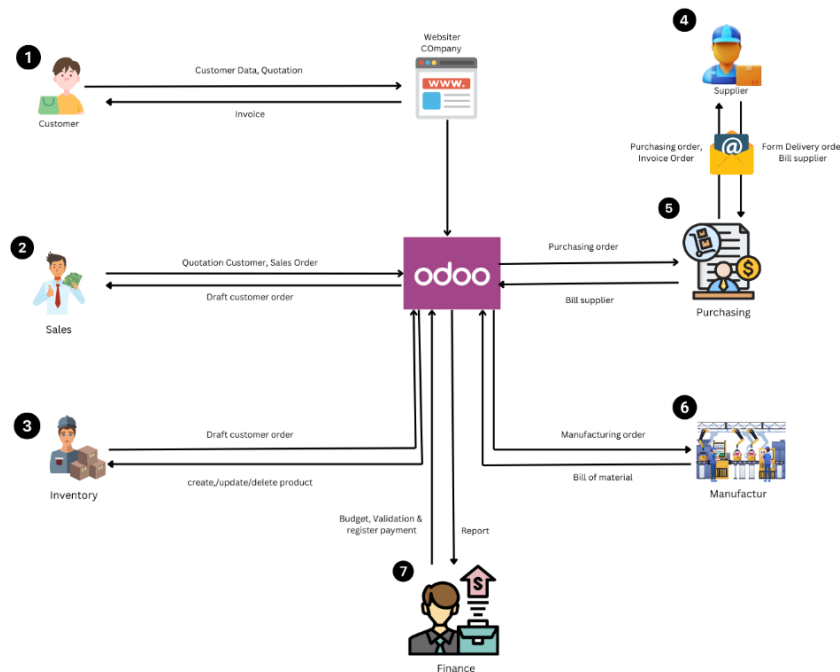 Websiter
COmpany
4
1
www.
Customer Data, Quotation
Invoice
Customer
Supplier
@
Purchasing order,
Invoice Order
Form Delivery orde
Bill supplier
5
2
Quotation Customer, Sales Order
Draft customer order
Sales
odoo
Purchasing order
Bill supplier
$
Purchasing
3
Draft customer order
create,/update/delete product
Inventory
6
Manufacturing order
Bill of material
Manufactur
Budget, Validation &
register payment
Report
7
$
Finance